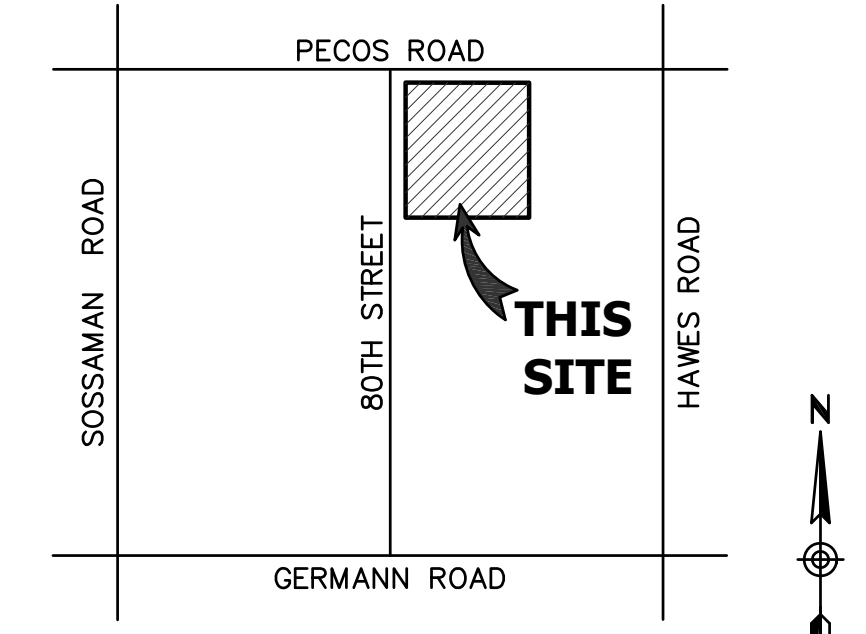 PECOS ROAD
SOSSAMAN ROAD
80TH STREET
HAWES ROAD
THIS
SITE
N
GERMANN ROAD